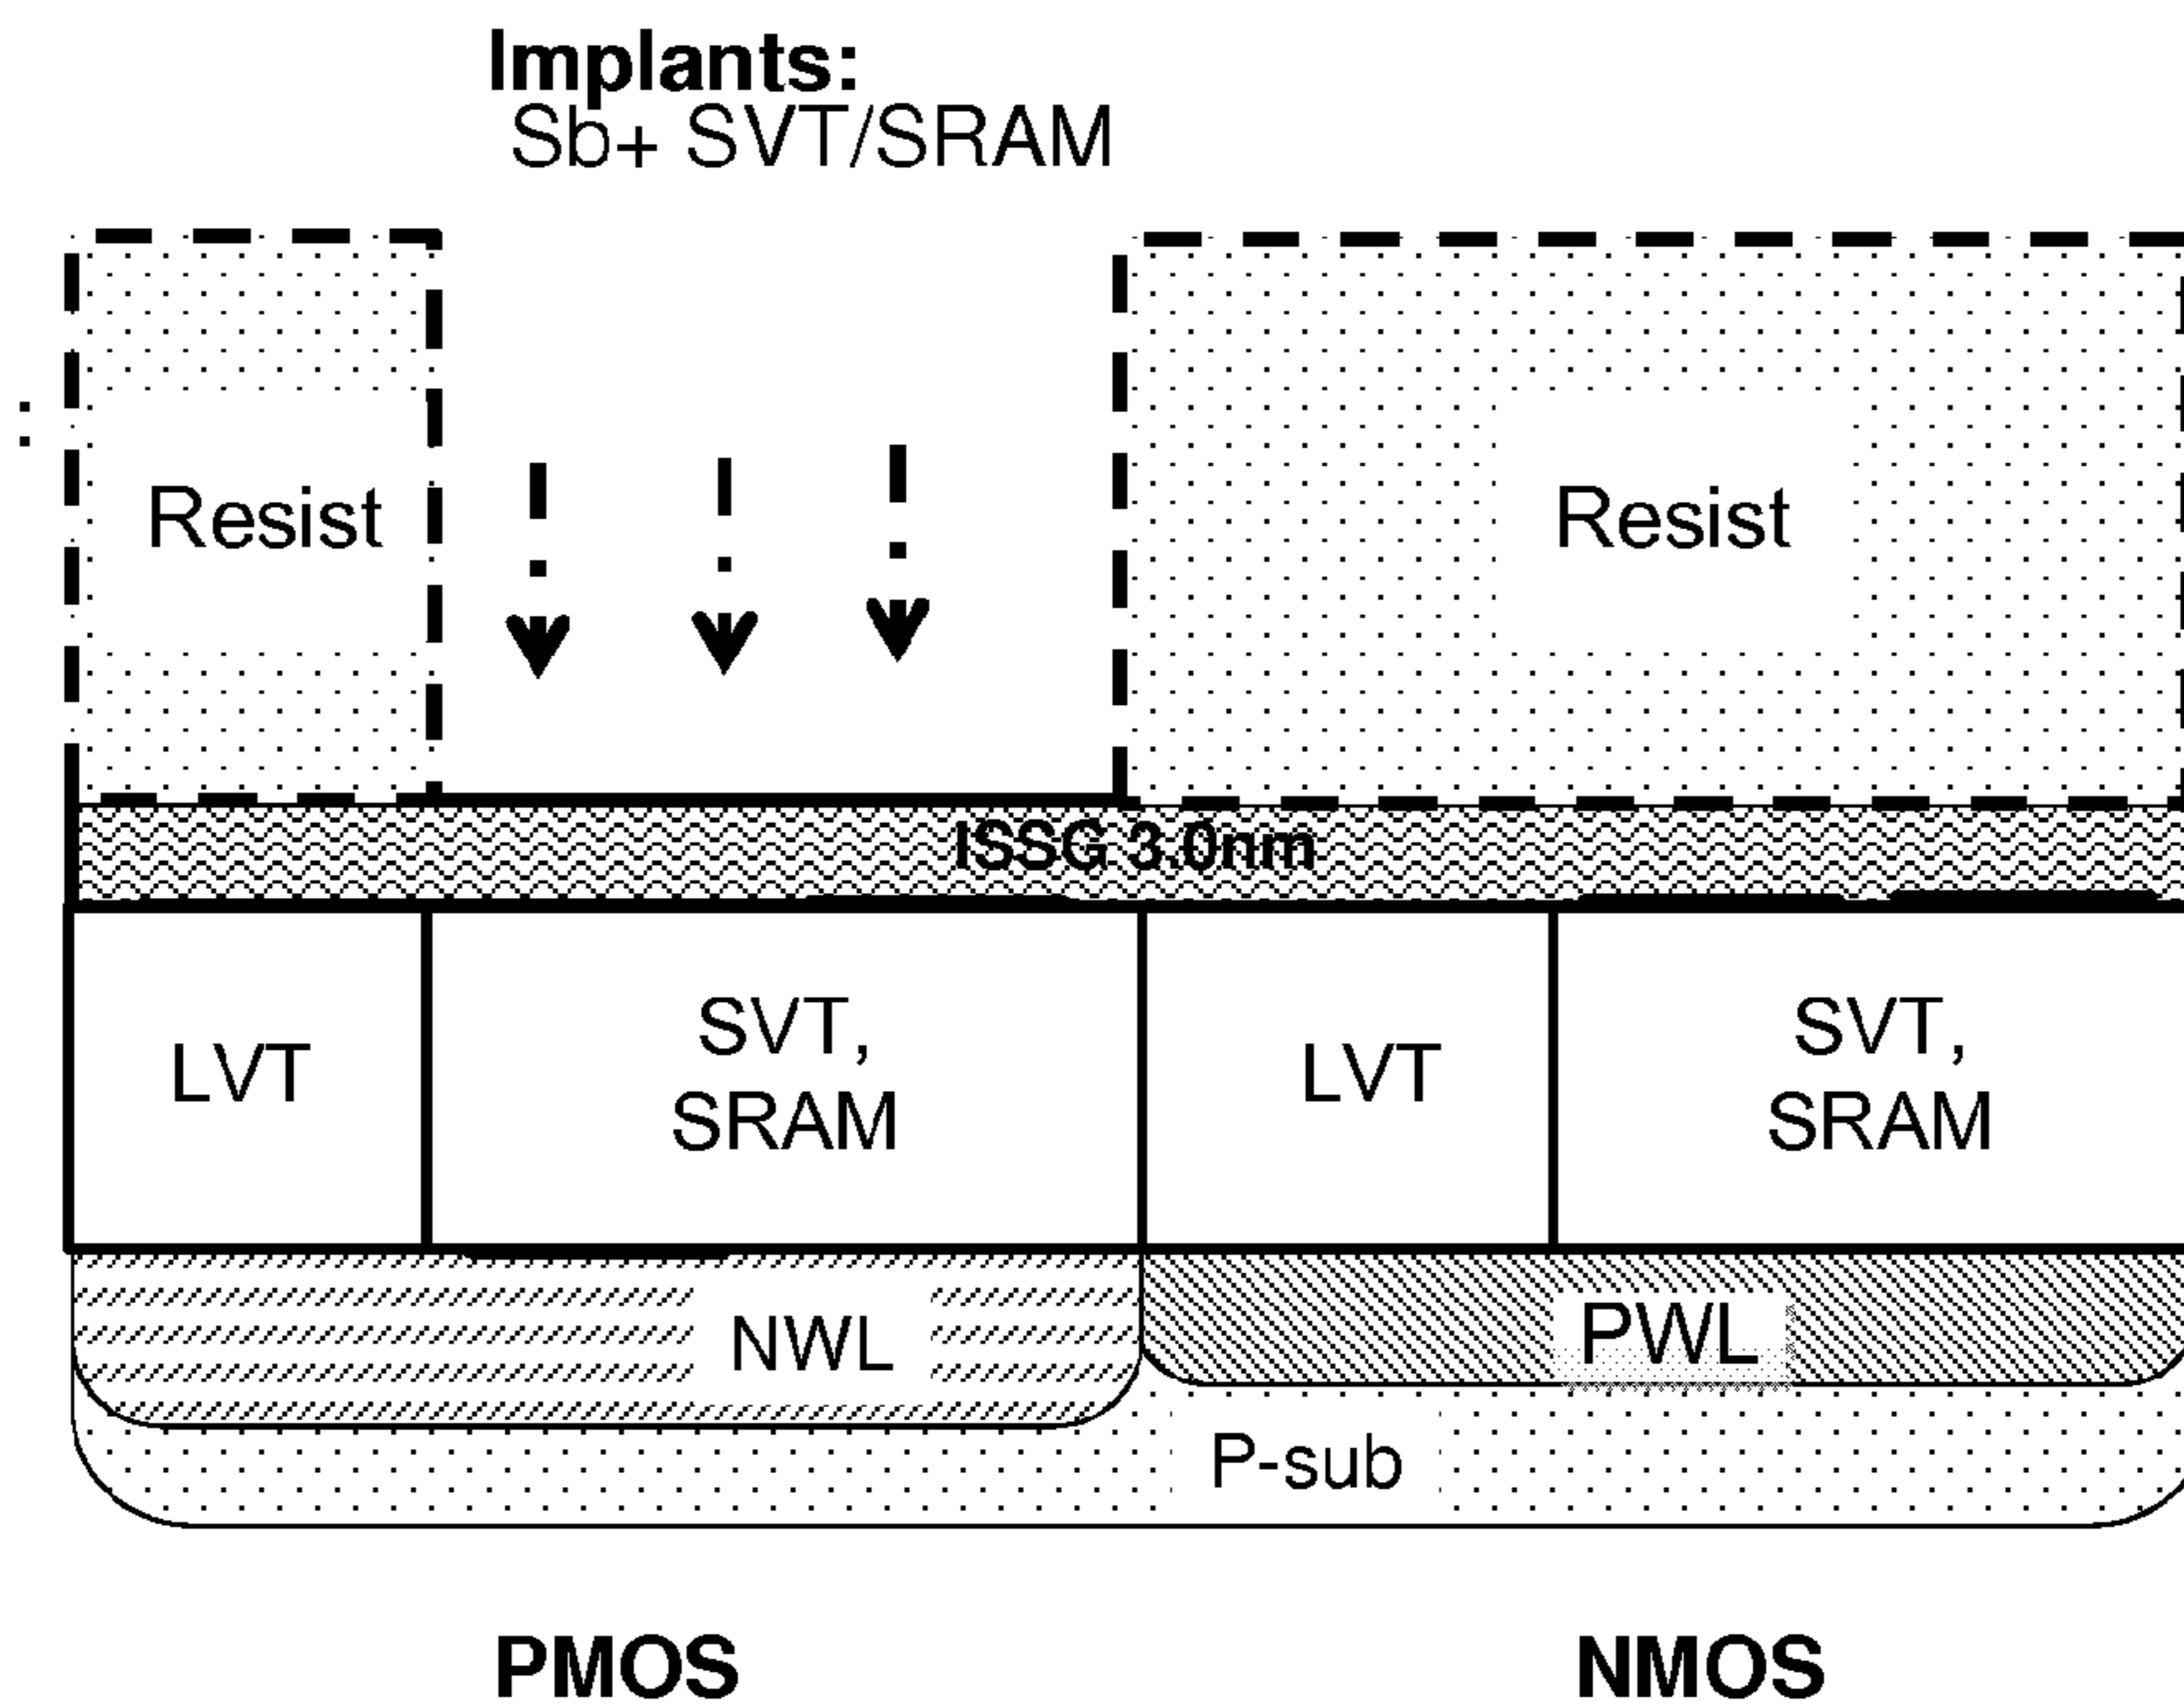 Implants:
Sb+ SVT/SRAM
:
Resist
Resist
ISSG 3.0nm
LVT
SVT,
SRAM
LVT
SVT,
SRAM
NWL
PWL
P-sub
PMOS
NMOS